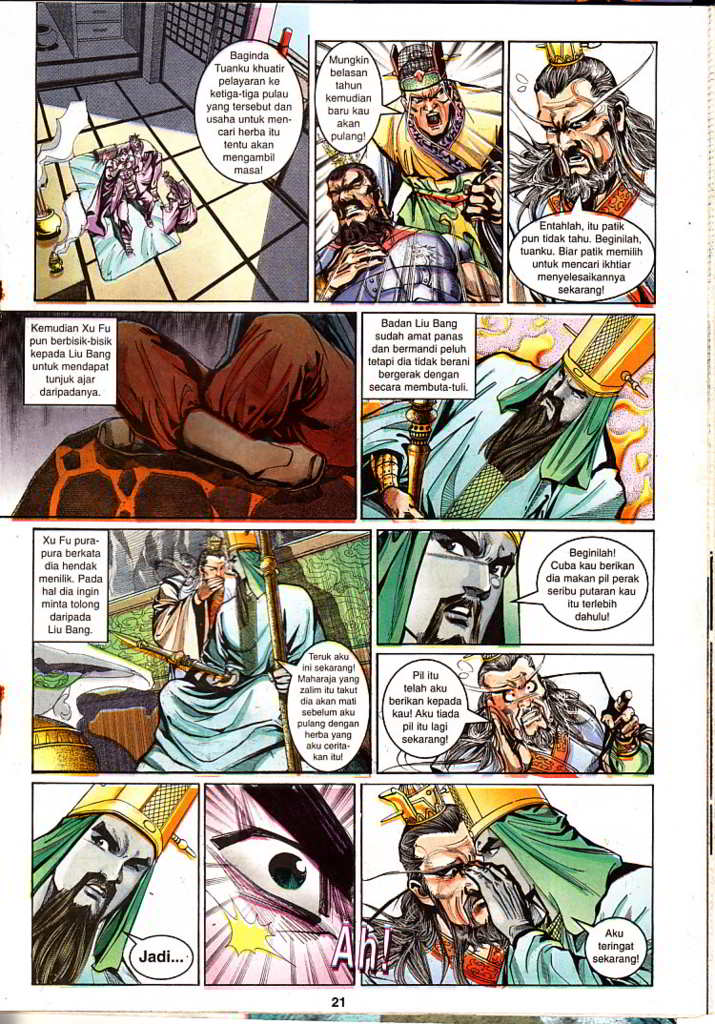 Baginda
Tuanku khuatir
pelayaran ke
ketiga-tiga pulau
yang tersebut dan
usaha untuk men-
cari herba itu
tentu akan
mengambil
masa!
Mungkin
belasan
tahun
kemudian
baru kau
akan
pulang!
Entahlah, itu patik
pun tidak tahu. Beginilah,
tuanku. Biar patik memilih
untuk mencari ikhtiar
menyelesaikannya
sekarang!
Kemudian Xu Fu
pun berbisik-bisik
kepada Liu Bang
untuk mendapat
tunjuk ajar
daripadanya.
Badan Liu Bang
sudah amat panas
dan bermandi peluh
tetapi dia tidak berani
bergerak dengan
secara membuta-tuli.
Xu Fu pura-
pura berkata
dia hendak
menilik. Pada
hal dia ingin
minta tolong
daripada
Liu Bang.
Teruk aku
ini sekarang!
Maharaja yang
zalim itu takut
dia akan mati
sebelum aku
pulang dengan
herba yang
aku cerita-
kan itu!
Beginilah!
Cuba kau berikan
dia makan pil perak
seribu putaran kau
itu terlebih
dahulu!
Pil itu
telah aku
berikan kepada
kau! Aku tiada
pil itu lagi
sekarang!
Jadi...
Ah!
Aku
teringat
sekarang!
21